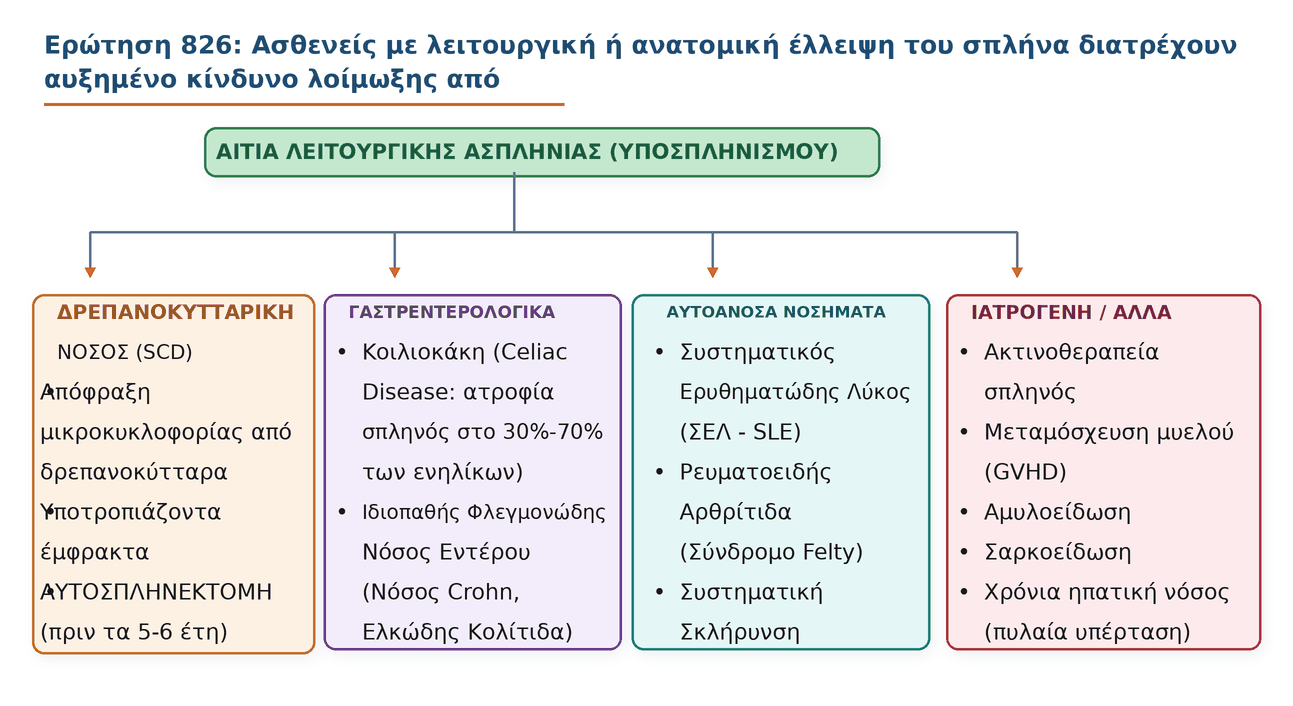 Ερώτηση 826: Ασθενείς με λειτουργική ή ανατομική έλλειψη του σπλήνα διατρέχουν
αυξημένο κίνδυνο λοίμωξης από
ΑΙΤΙΑ ΛΕΙΤΟΥΡΓΙΚΗΣ ΑΣΠΛΗΝΙΑΣ (ΥΠΟΣΠΛΗΝΙΣΜΟΥ)
ΔΡΕΠΑΝΟΚΥΤΤΑΡΙΚΗ
ΝΟΣΟΣ (SCD)
• Απόφραξη
μικροκυκλοφορίας από
δρεπανοκύτταρα
• Υποτροπιάζοντα
έμφρακτα
• ΑΥΤΟΣΠΛΗΝΕΚΤΟΜΗ
(πριν τα 5-6 έτη)
ΓΑΣΤΡΕΝΤΕΡΟΛΟΓΙΚΑ
• Κοιλιοκάκη (Celiac
Disease: ατροφία
σπληνός στο 30%-70%
των ενηλίκων)
• Ιδιοπαθής Φλεγμονώδης
Νόσος Εντέρου
(Νόσος Crohn,
Ελκώδης Κολίτιδα)
ΑΥΤΟΑΝΟΣΑ ΝΟΣΗΜΑΤΑ
• Συστηματικός
Ερυθηματώδης Λύκος
(ΣΕΛ - SLE)
• Ρευματοειδής
Αρθρίτιδα
(Σύνδρομο Felty)
• Συστηματική
Σκλήρυνση
ΙΑΤΡΟΓΕΝΗ / ΑΛΛΑ
• Ακτινοθεραπεία
σπληνός
• Μεταμόσχευση μυελού
(GVHD)
• Αμυλοείδωση
• Σαρκοείδωση
• Χρόνια ηπατική νόσος
(πυλαία υπέρταση)